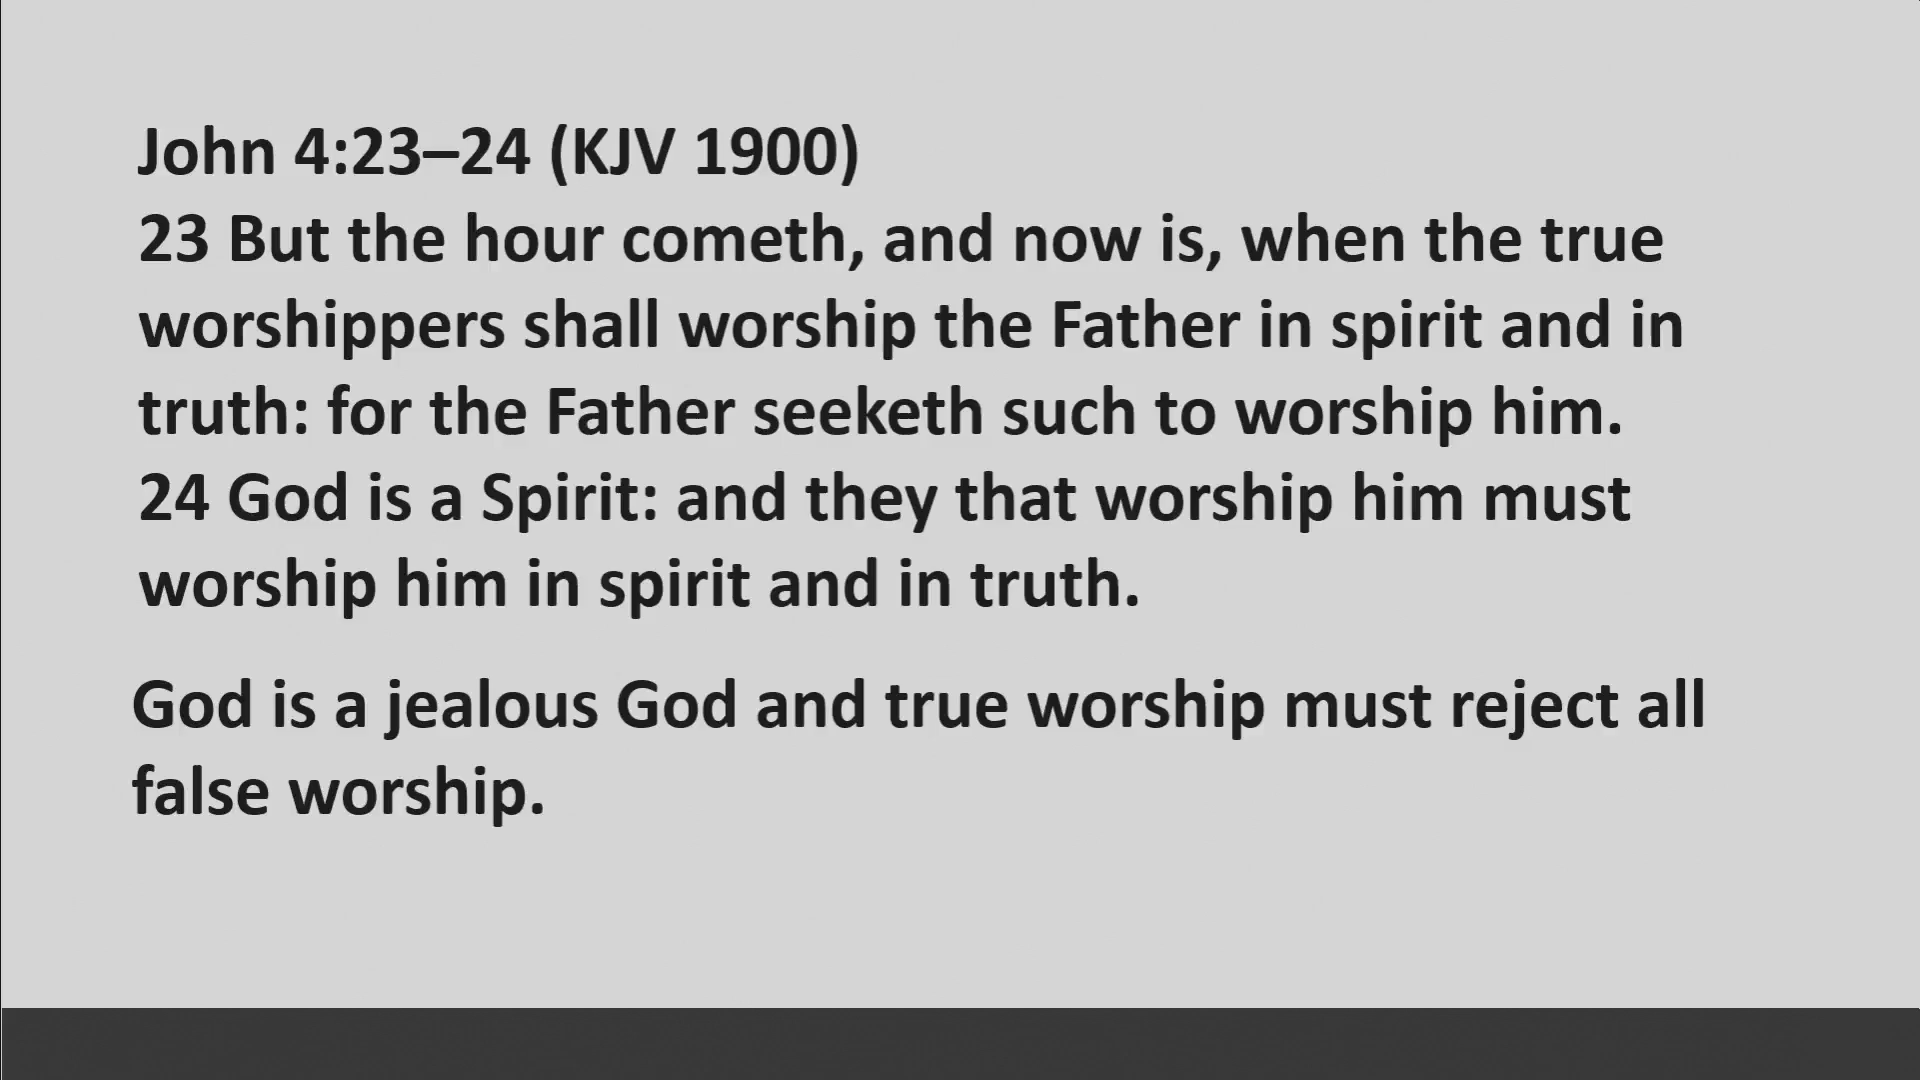 John 4:23–24 (KJV 1900)
23 But the hour cometh, and now is, when the true
worshippers shall worship the Father in spirit and in
truth: for the Father seeketh such to worship him.
24 God is a Spirit: and they that worship him must
worship him in spirit and in truth.
God is a jealous God and true worship must reject all
false worship.